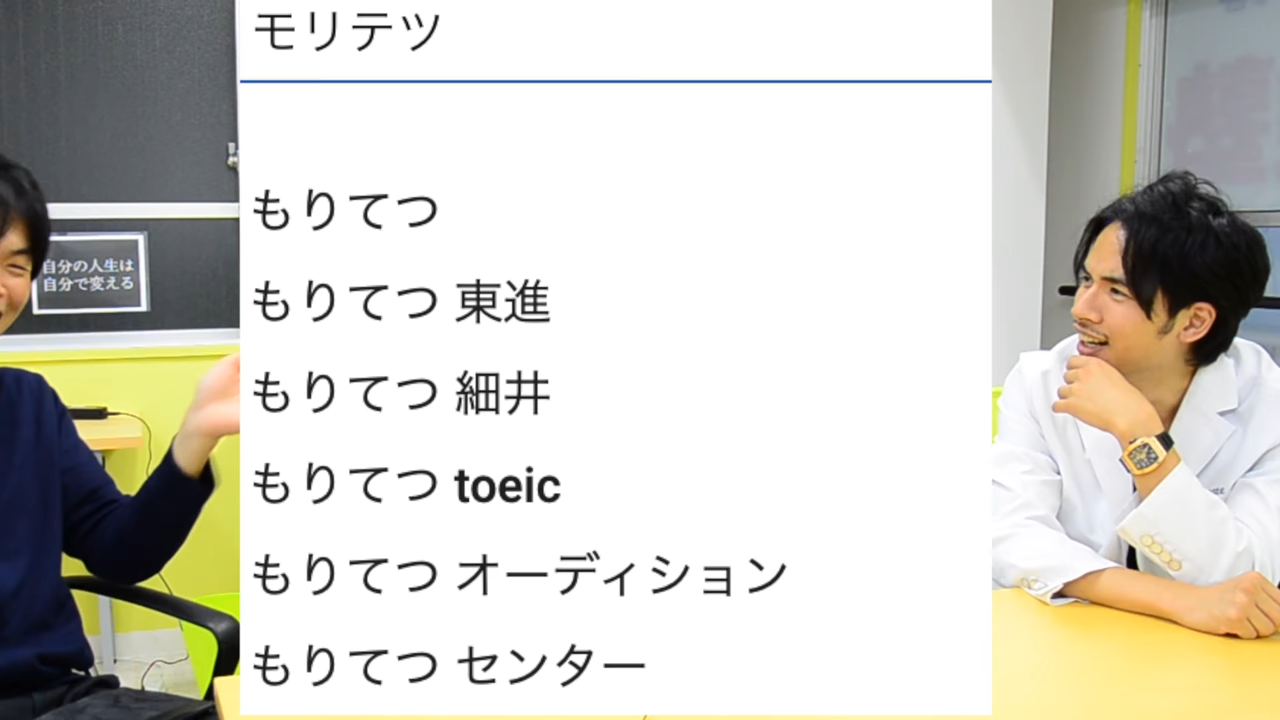 モリテツ
もりてつ
もりてつ 東進
もりてつ 細井
もりてつ toeic
もりてつ オーディション
もりてつ センター
自分の人生は
自分で変える